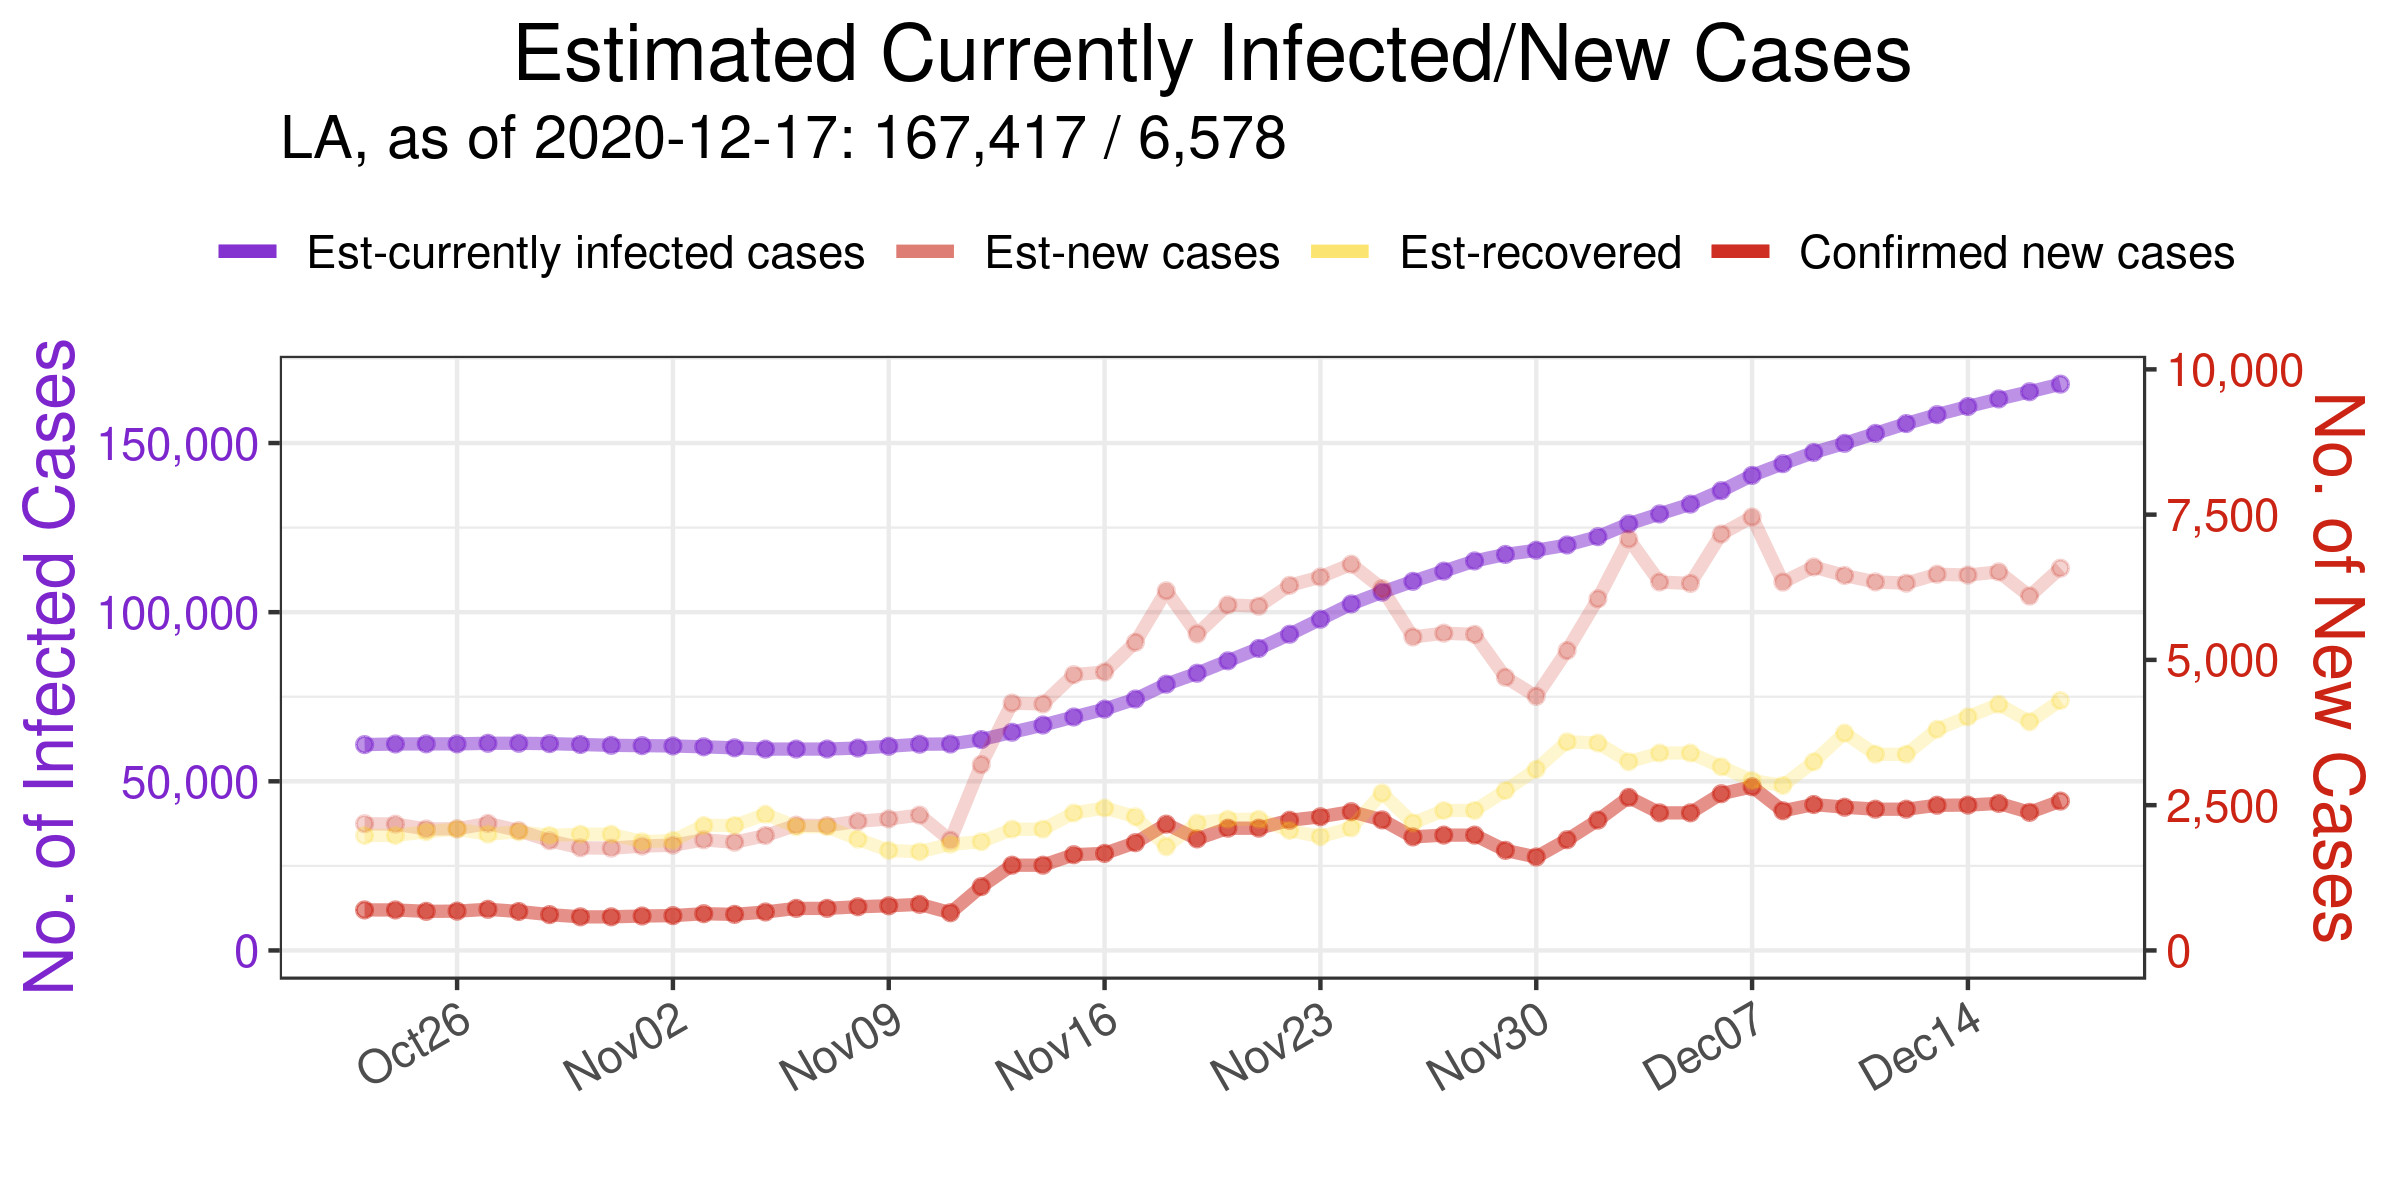 Estimated Currently Infected/New Cases
LA, as of 2020-12-17: 167,417 / 6,578
Est-currently infected cases Est-new cases Est-recovered Confirmed new cases
No. of Infected Cases
150,000
100,000
50,000
0
10,000
7,500
5,000
2,500
0
No. of New Cases
Oct26 Nov02 Nov09 Nov16 Nov23 Nov30 Dec07 Dec14